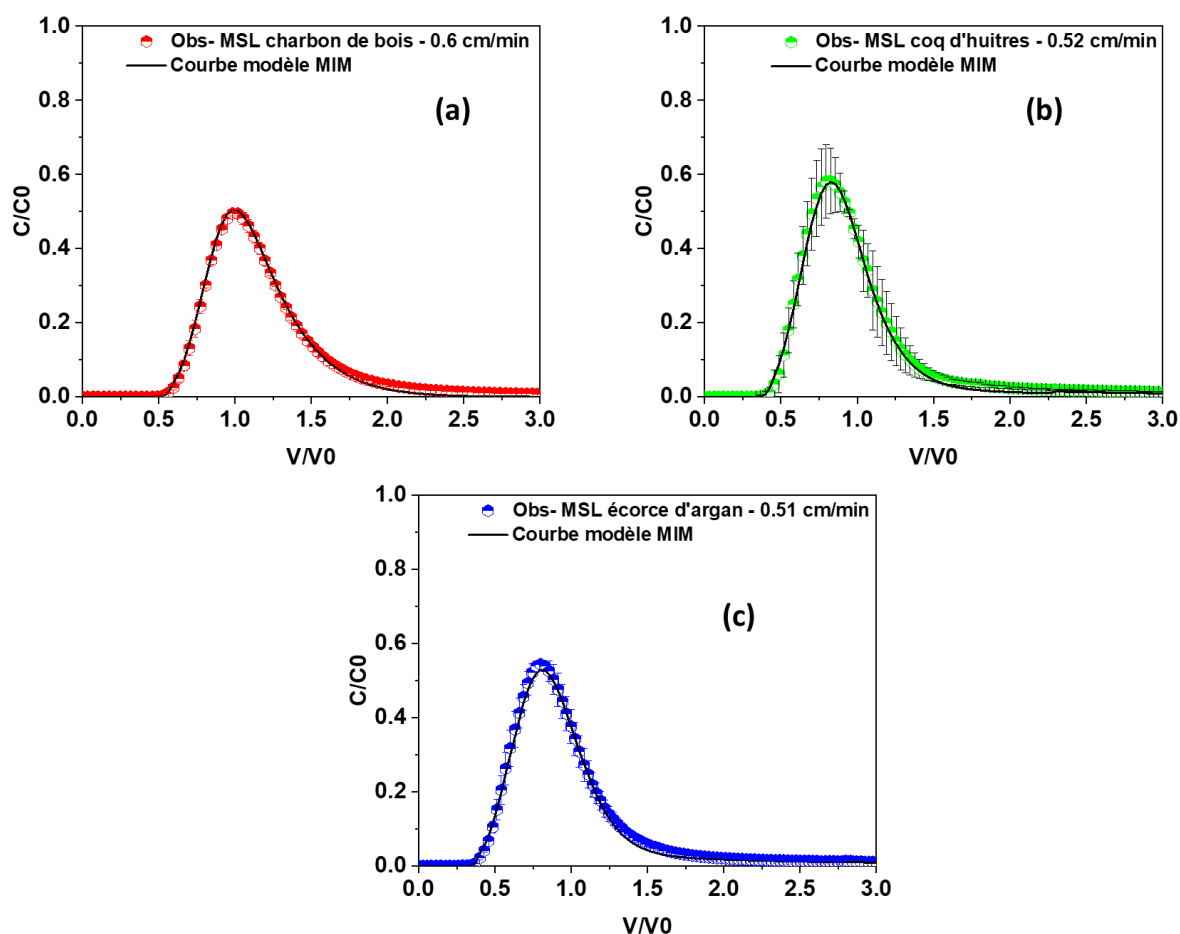 Obs- MSL charbon de bois - 0.6 cm/min
Courbe modèle MIM
(a)
C/C0
1.0
0.8
0.6
0.4
0.2
0.0
0.0 0.5 1.0 1.5 2.0 2.5 3.0
V/V0
Obs- MSL coq d'huitres - 0.52 cm/min
Courbe modèle MIM
(b)
C/C0
1.0
0.8
0.6
0.4
0.2
0.0
0.0 0.5 1.0 1.5 2.0 2.5 3.0
V/V0
Obs- MSL écorce d'argan - 0.51 cm/min
Courbe modèle MIM
(c)
C/C0
1.0
0.8
0.6
0.4
0.2
0.0
0.0 0.5 1.0 1.5 2.0 2.5 3.0
V/V0